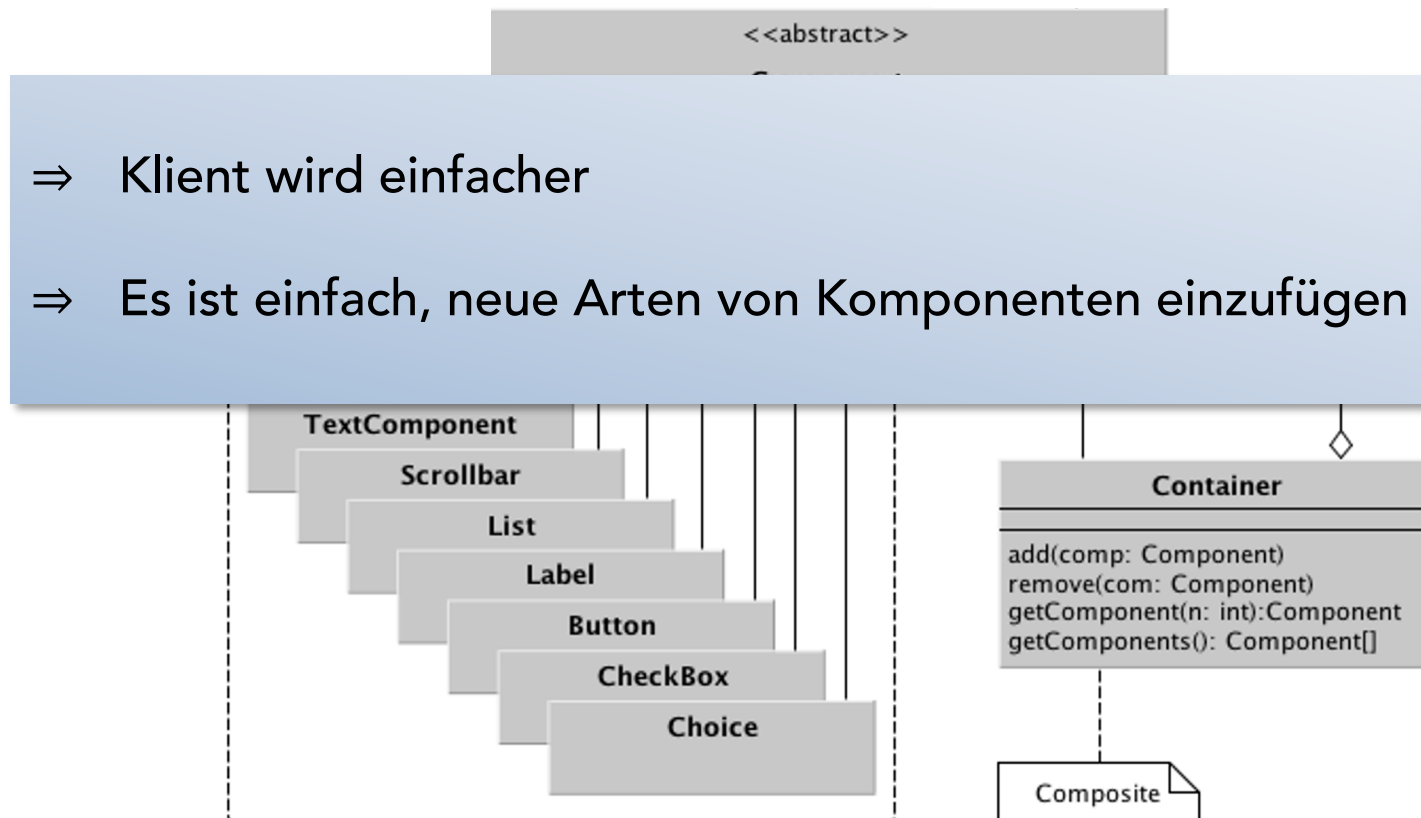 <<abstract>>
⇒ Klient wird einfacher
⇒ Es ist einfach, neue Arten von Komponenten einzufügen
TextComponent
Scrollbar
List
Label
Button
CheckBox
Choice
Container
add(comp: Component)
remove(com: Component)
getComponent(n: int):Component
getComponents(): Component[]
Composite